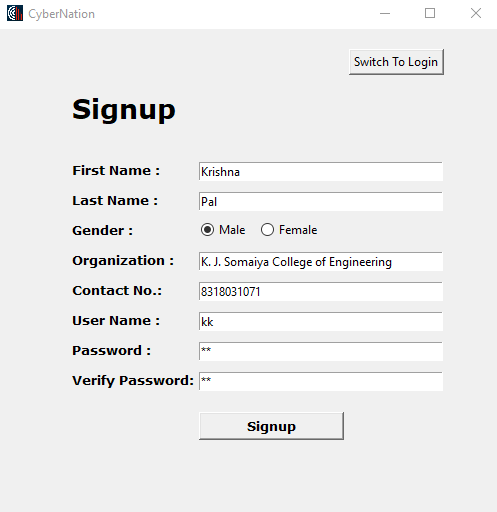 CyberNation
Switch To Login
Signup
First Name : Krishna
Last Name : Pal
Gender : Male Female
Organization : K. J. Somaiya College of Engineering
Contact No.: 8318031071
User Name : kk
Password : **
Verify Password: **
Signup